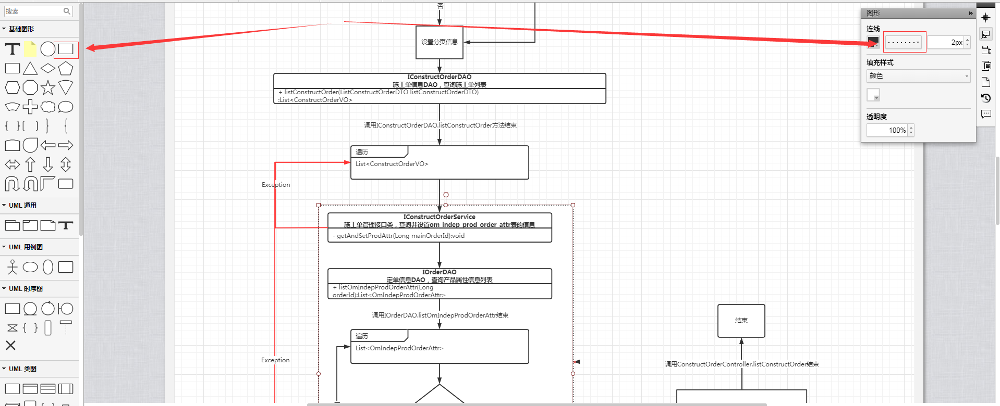 搜索
基础图形
UML 通用
UML 用例图
UML 时序图
UML 类图
否
设置分页信息
IConstructOrderDAO
施工单信息DAO，查询施工单列表
+ listConstructOrder(ListConstructOrderDTO listConstructOrderDTO)
:List<ConstructOrderVO>
调用IConstructOrderDAO.listConstructOrder方法结束
遍历
List<ConstructOrderVO>
Exception
IConstructOrderService
施工单管理接口类，查询并设置om_indep_prod_order_attr表的信息
- getAndSetProdAttr(Long mainOrderId):void
IOrderDAO
定单信息DAO，查询产品属性信息列表
+ listOmIndepProdOrderAttr(Long
orderId):List<OmIndepProdOrderAttr>
调用IOrderDAO.listOmIndepProdOrderAttr结束
遍历
List<OmIndepProdOrderAttr>
Exception
结束
调用ConstructOrderController.listConstructOrder结束
图形
连线
2px
填充样式
颜色
透明度
100%